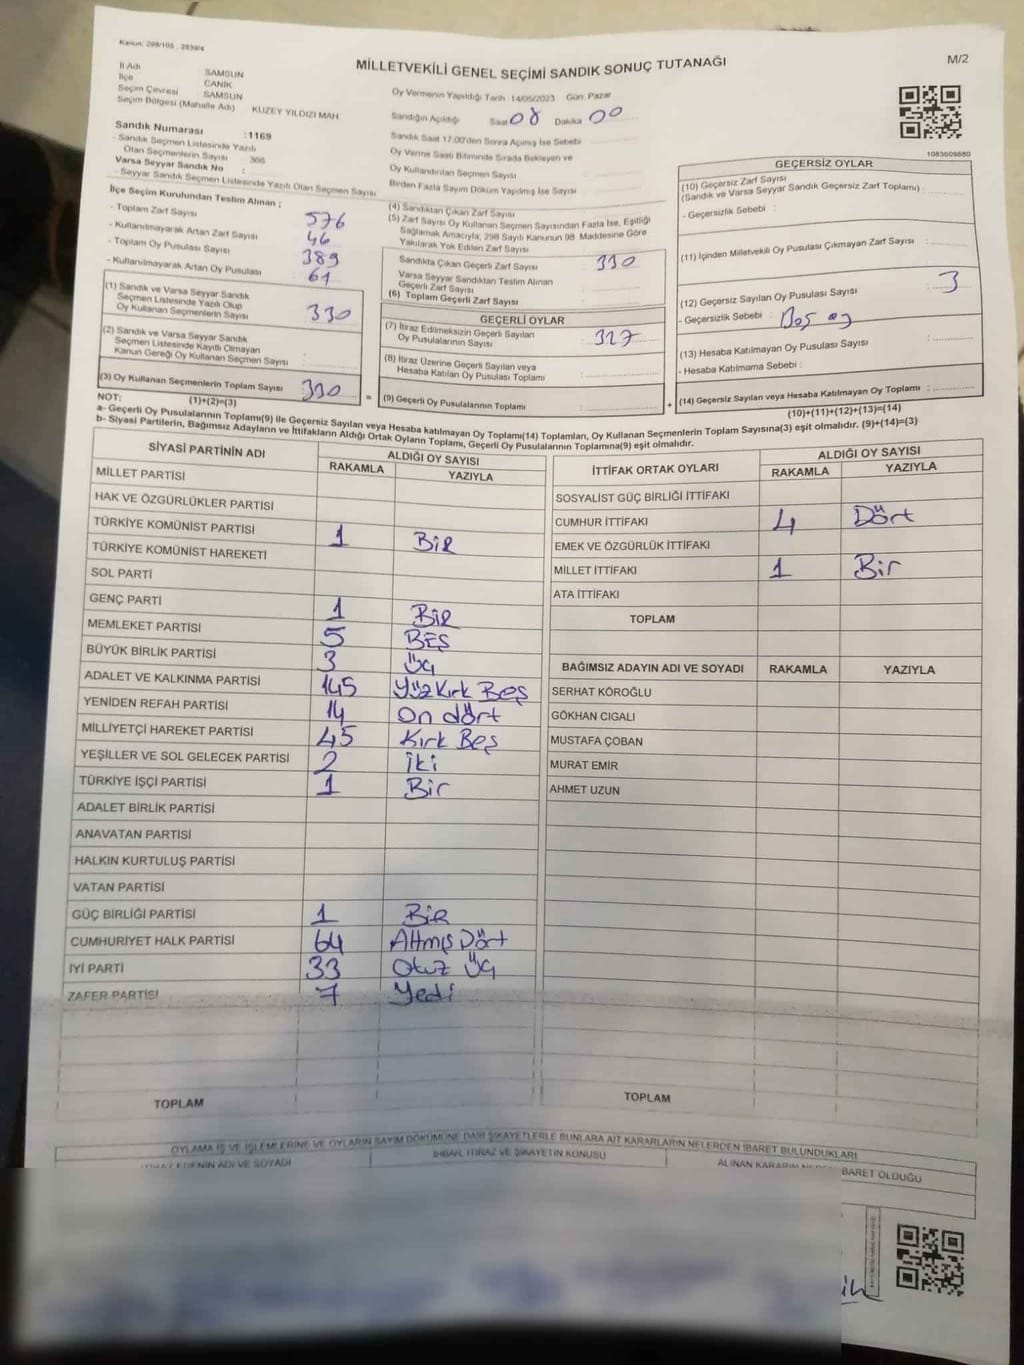 Kanun: 298/105 , 2839/4
MİLLETVEKİLİ GENEL SEÇİMİ SANDIK SONUÇ TUTANAĞI
M/2
İl Adı SAMSUN
İlçe CANİK
Seçim Çevresi SAMSUN
Seçim Bölgesi (Mahalle Adı) KUZEY YILDIZI MAH
Sandık Numarası :1169
- Sandık Seçmen Listesinde Yazılı
Olan Seçmenlerin Sayısı 366
Varsa Seyyar Sandık No :
- Seyyar Sandık Seçmen Listesinde Yazılı Olan Seçmen Sayısı
İlçe Seçim Kurulundan Teslim Alınan ;
- Toplam Zarf Sayısı 576
- Kullanılmayarak Artan Zarf Sayısı 46
- Toplam Oy Pusulası Sayısı 389
- Kullanılmayarak Artan Oy Pusulası 61
(1) Sandık ve Varsa Seyyar Sandık
Seçmen Listesinde Yazılı Olup
Oy Kullanan Seçmenlerin Sayısı 330
(2) Sandık ve Varsa Seyyar Sandık
Seçmen Listesinde Kayıtlı Olmayan
Kanun Gereği Oy Kullanan Seçmen Sayısı :
(3) Oy Kullanan Seçmenlerin Toplam Sayısı : 330
(1)+(2)=(3)
Oy Vermenin Yapıldığı Tarih 14/05/2023 Gün: Pazar
Sandığın Açıldığı Saat 08 Dakika 00
Sandık Saat 17.00'den Sonra Açımış İse Sebebi
Oy Verme Saati Bitiminde Sırada Bekleyen ve
Oy Kullandırılan Seçmen Sayısı
Birden Fazla Sayım Döküm Yapılmış İse Sayısı
(4) Sandıktan Çıkan Zarf Sayısı
(5) Zarf Sayısı Oy Kullanan Seçmen Sayısından Fazla İse, Eşitliği
Sağlamak Amacıyla, 298 Sayılı Kanunun 98. Maddesine Göre
Yakılarak Yok Edilen Zarf Sayısı
Sandıkta Çıkan Geçerli Zarf Sayısı : 330
Varsa Seyyar Sandıktan Teslim Alınan
Geçerli Zarf Sayısı
(6) Toplam Geçerli Zarf Sayısı
GEÇERLİ OYLAR
(7) İtiraz Edilmeksizin Geçerli Sayılan
Oy Pusulalarının Sayısı : 327
(8) İtiraz Üzerine Geçerli Sayılan veya
Hesaba Katılan Oy Pusulası Toplamı
= (9) Geçerli Oy Pusulalarının Toplamı
1083609880
GEÇERSİZ OYLAR
(10) Geçersiz Zarf Sayısı
(Sandık ve Varsa Seyyar Sandık Geçersiz Zarf Toplamı)
- Geçersizlik Sebebi :
(11) İçinden Milletvekili Oy Pusulası Çıkmayan Zarf Sayısı :
(12) Geçersiz Sayılan Oy Pusulası Sayısı : 3
- Geçersizlik Sebebi : Boş oy
(13) Hesaba Katılmayan Oy Pusulası Sayısı
- Hesaba Katılmama Sebebi :
+ (14) Geçersiz Sayılan veya Hesaba Katılmayan Oy Toplamı :
(10)+(11)+(12)+(13)=(14)
NOT:
a- Geçerli Oy Pusulalarının Toplamı(9) ile Geçersiz Sayılan veya Hesaba katılmayan Oy Toplamı(14) Toplamları, Oy Kullanan Seçmenlerin Toplam Sayısına(3) eşit olmalıdır. (9)+(14)=(3)
b- Siyasi Partilerin, Bağımsız Adayların ve İttifakların Aldığı Ortak Oyların Toplamı, Geçerli Oy Pusulalarının Toplamına(9) eşit olmalıdır.
SİYASİ PARTİNİN ADI ALDIĞI OY SAYISI
RAKAMLA YAZIYLA
MİLLET PARTİSİ
HAK VE ÖZGÜRLÜKLER PARTİSİ
TÜRKİYE KOMÜNİST PARTİSİ 1 BİR
TÜRKİYE KOMÜNİST HAREKETİ
SOL PARTİ
GENÇ PARTİ 1 BİR
MEMLEKET PARTİSİ 5 BEŞ
BÜYÜK BİRLİK PARTİSİ 3 üç
ADALET VE KALKINMA PARTİSİ 145 YüzKırk Beş
YENİDEN REFAH PARTİSİ 14 On dört
MİLLİYETÇİ HAREKET PARTİSİ 45 Kırk Beş
YEŞİLLER VE SOL GELECEK PARTİSİ 2 iki
TÜRKİYE İŞÇİ PARTİSİ 1 Bir
ADALET BİRLİK PARTİSİ
ANAVATAN PARTİSİ
HALKIN KURTULUŞ PARTİSİ
VATAN PARTİSİ
GÜÇ BİRLİĞİ PARTİSİ 1 BİR
CUMHURİYET HALK PARTİSİ 64 Altmış Dört
İYİ PARTİ 33 Otuz üç
ZAFER PARTİSİ 7 Yedi
TOPLAM
İTTİFAK ORTAK OYLARI ALDIĞI OY SAYISI
RAKAMLA YAZIYLA
SOSYALİST GÜÇ BİRLİĞİ İTTİFAKI
CUMHUR İTTİFAKI 4 Dört
EMEK VE ÖZGÜRLÜK İTTİFAKI
MİLLET İTTİFAKI 1 Bir
ATA İTTİFAKI
TOPLAM
BAĞIMSIZ ADAYIN ADI VE SOYADI RAKAMLA YAZIYLA
SERHAT KÖROĞLU
GÖKHAN CIGALI
MUSTAFA ÇOBAN
MURAT EMİR
AHMET UZUN
TOPLAM
OYLAMA İŞ VE İŞLEMLERİNE VE OYLARIN SAYIM DÖKÜMÜNE DAİR ŞİKAYETLERLE BUNLARA AİT KARARLARIN NELERDEN İBARET BULUNDUKLARI
İTİRAZ EDENİN ADI VE SOYADI İHBAR, İTİRAZ VE ŞİKAYETİN KONUSU ALINAN KARARIN NEDEN İBARET OLDUĞU